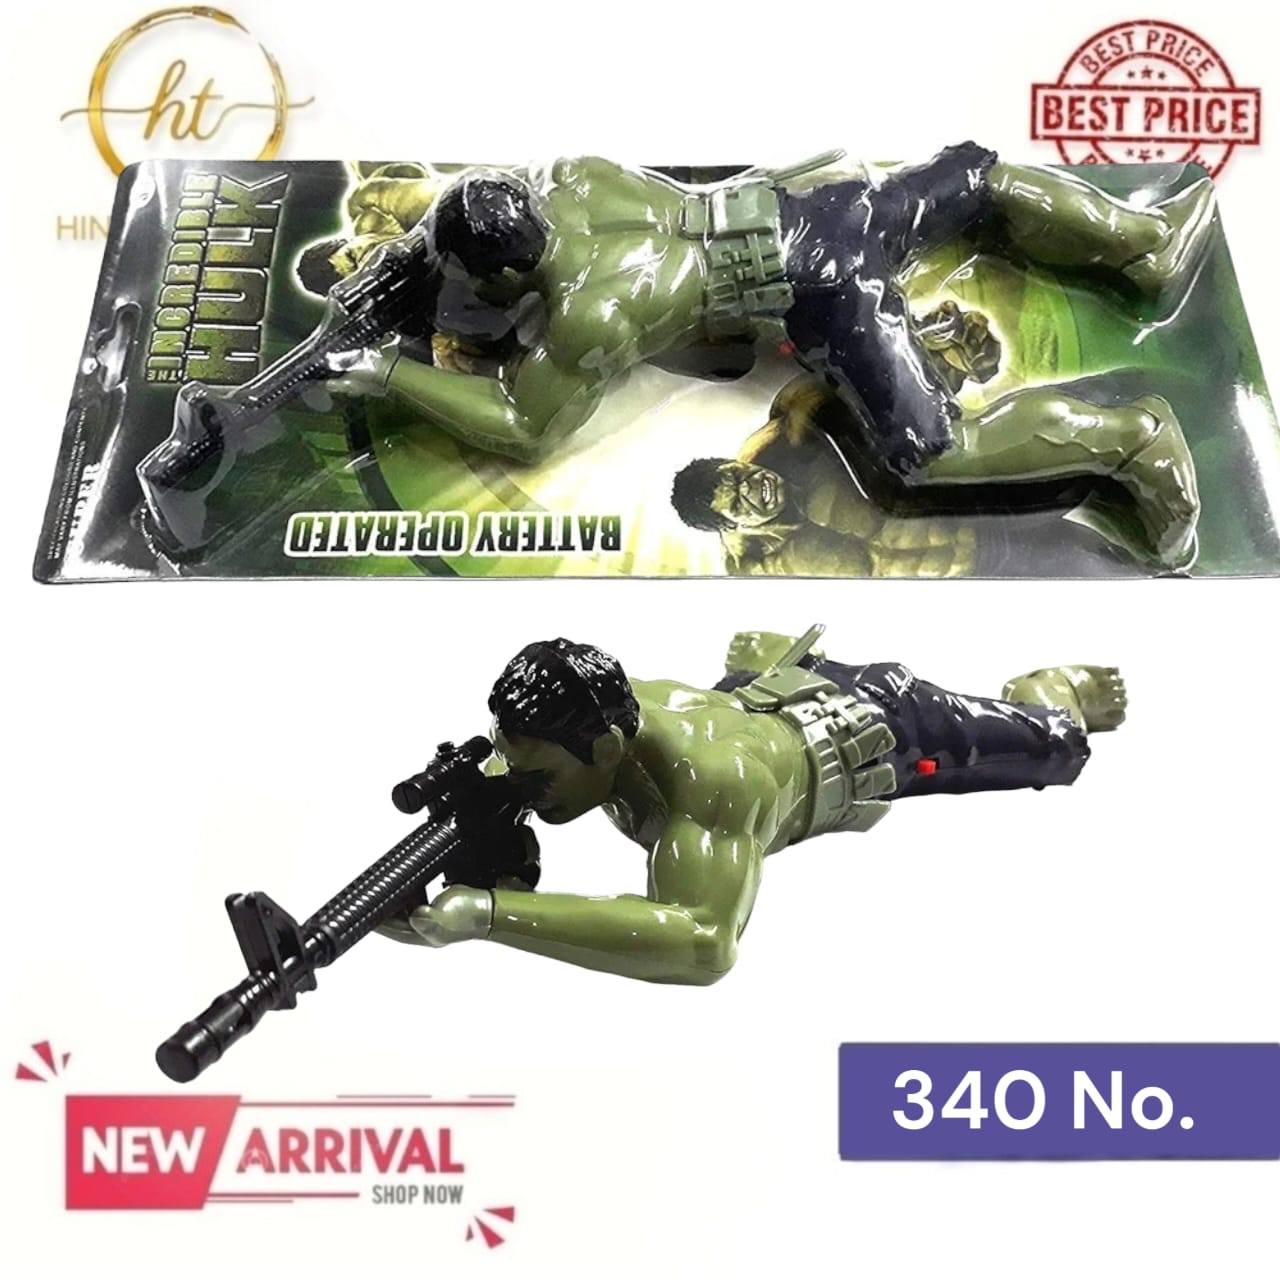 ht
HIN
BEST PRICE
BEST PRICE
THE INCREDIBLE
HULK
BATTERY OPERATED
NEW ARRIVAL
SHOP NOW
340 No.